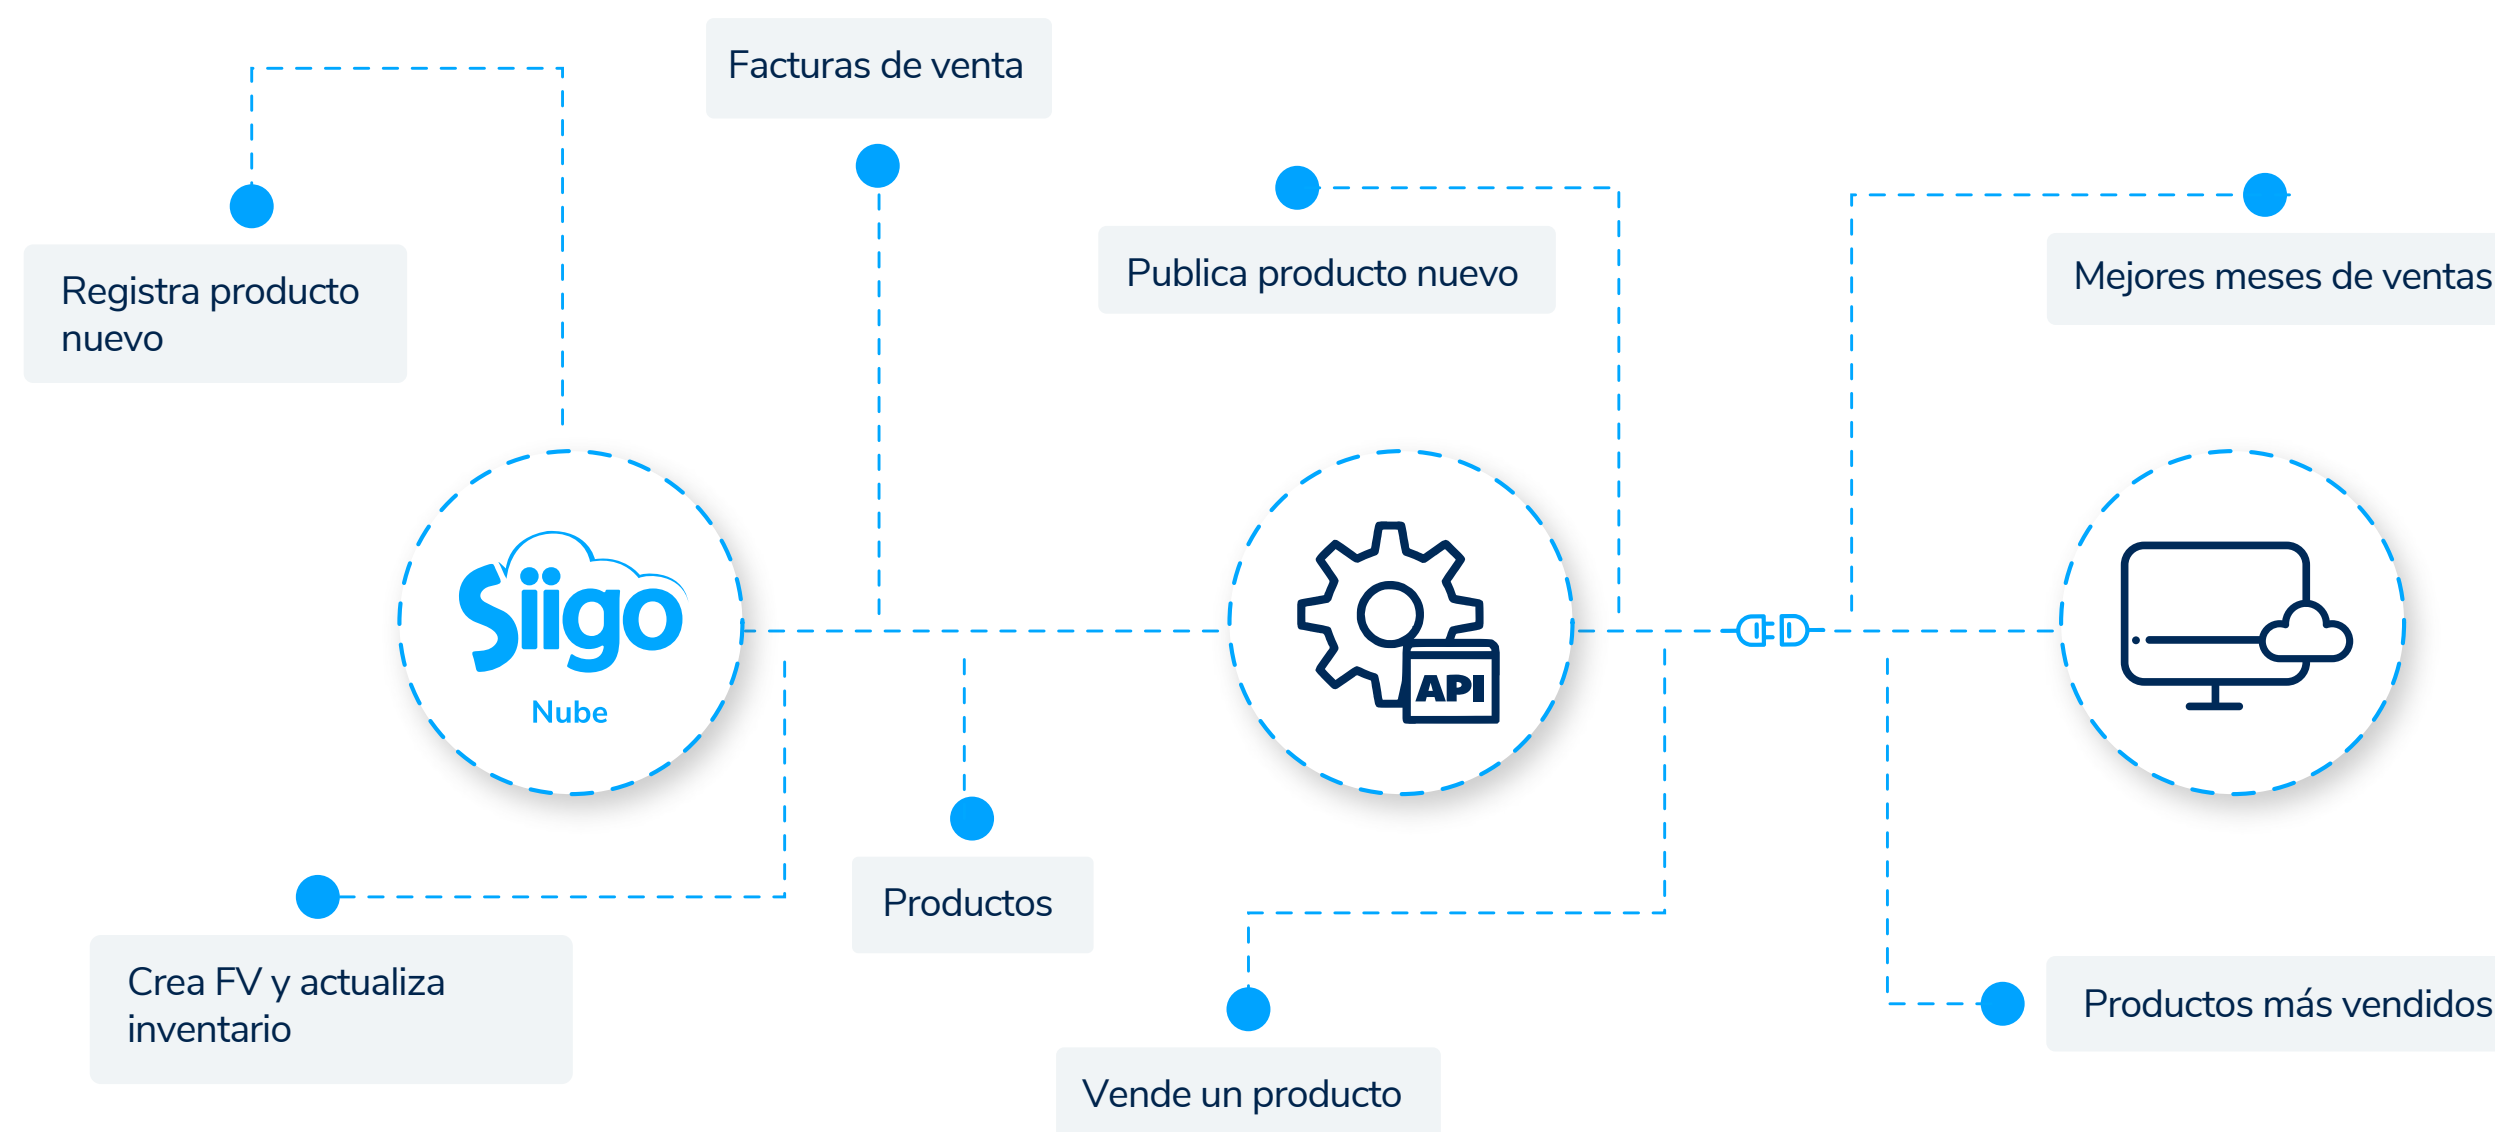 Facturas de venta
Publica producto nuevo
Mejores meses de ventas
Registra producto
nuevo
Siigo
Nube
API
Productos
Crea FV y actualiza
inventario
Productos más vendidos
Vende un producto